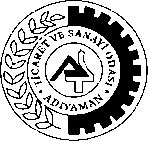 TİCARET VE SANAYİ ODASI
ADIYAMAN